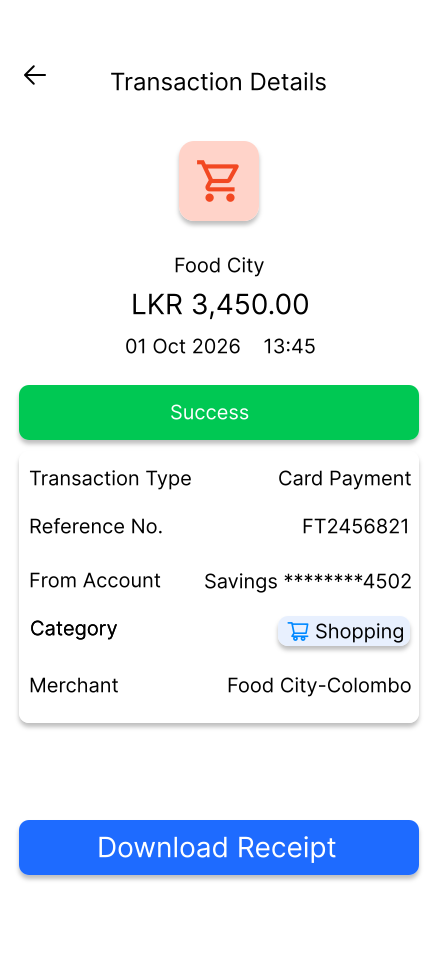 Transaction Details
Food City
LKR 3,450.00
01 Oct 2026 13:45
Success
Transaction Type Card Payment
Reference No. FT2456821
From Account Savings ********4502
Category Shopping
Merchant Food City-Colombo
Download Receipt